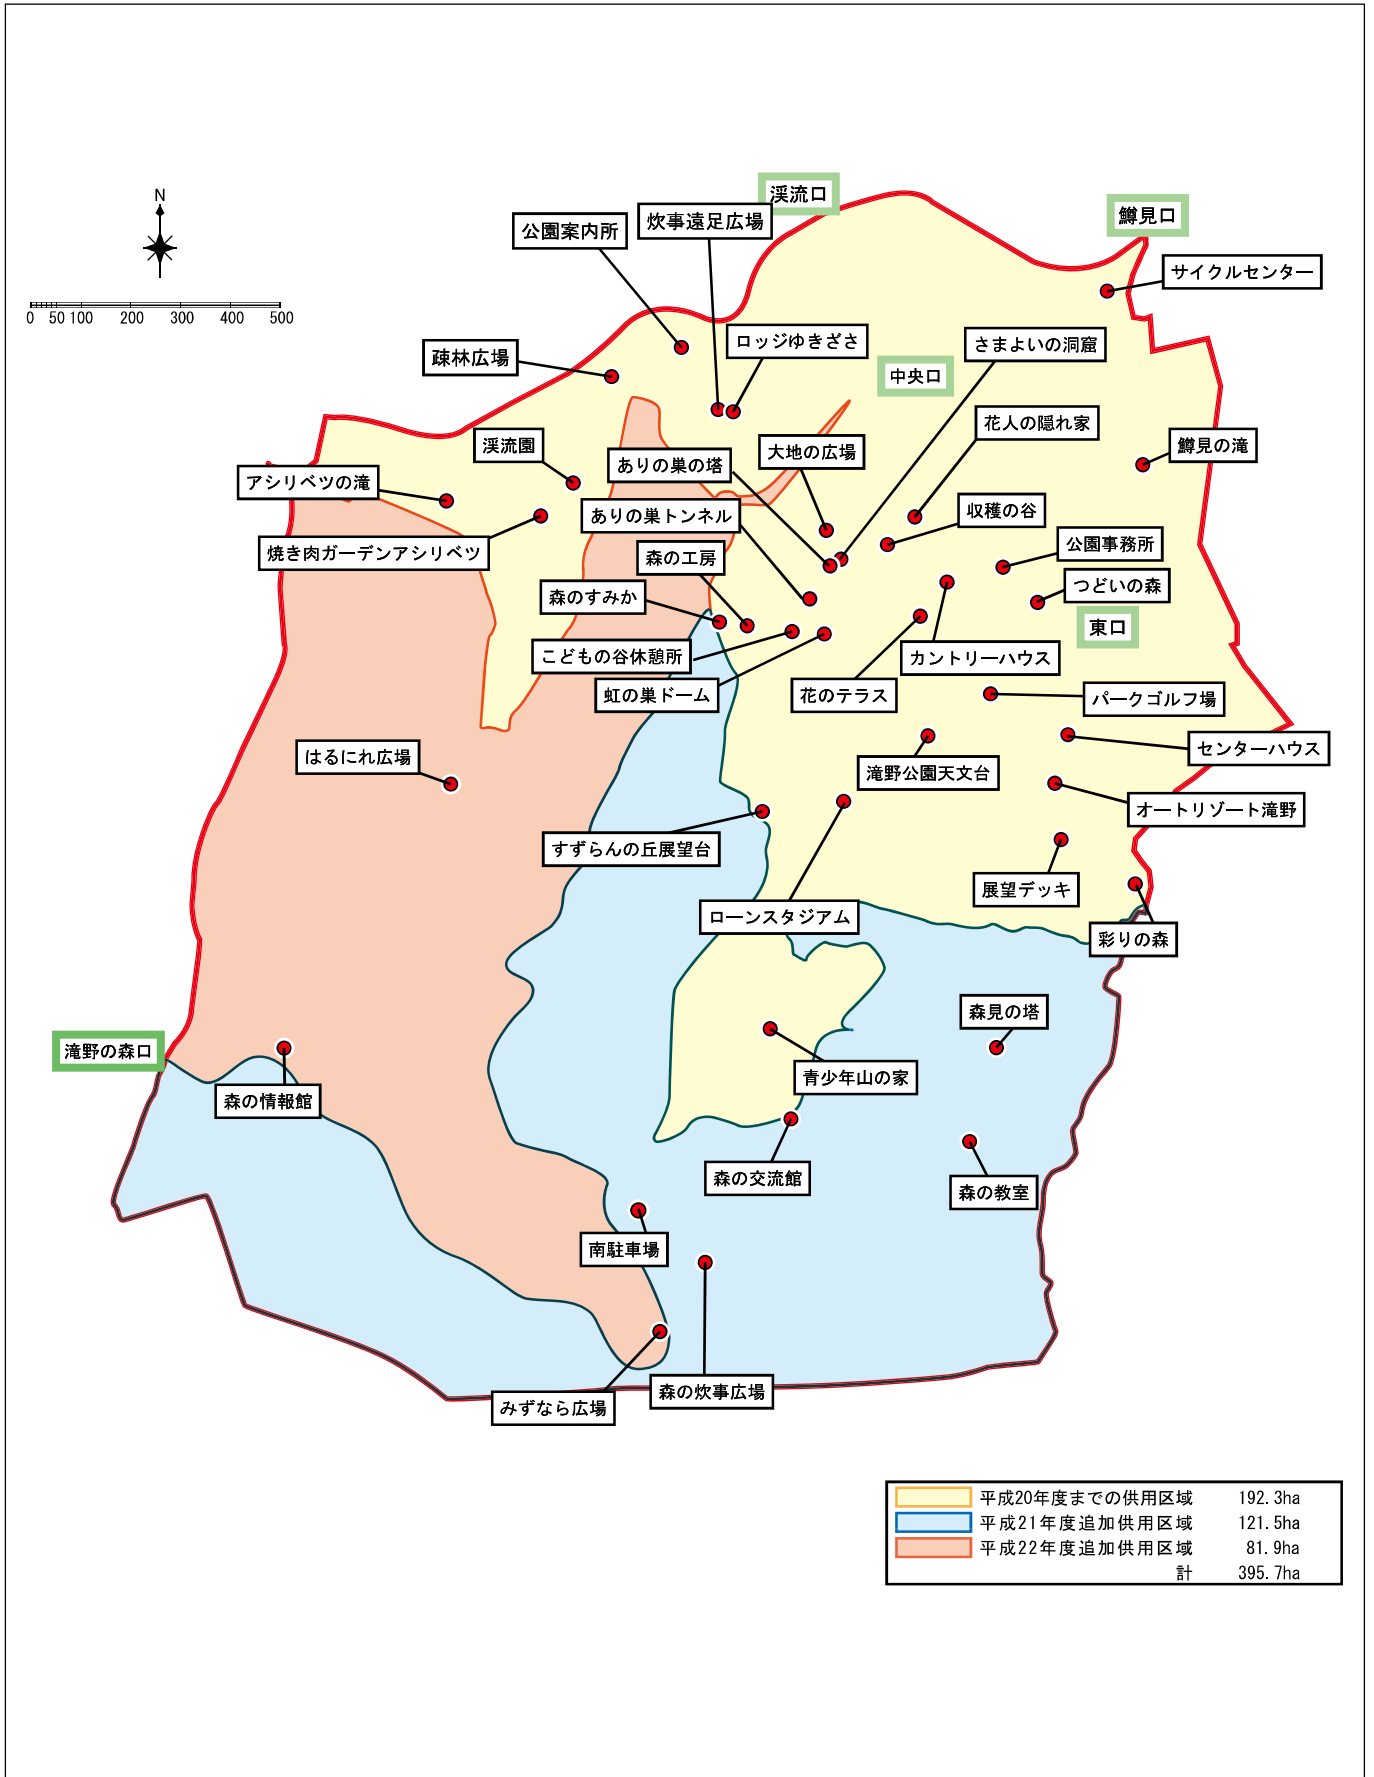 渓流口
鱒見口
N
公園案内所
炊事遠足広場
サイクルセンター
0 50 100 200 300 400 500
疎林広場
ロッジゆきざさ
さまよいの洞窟
中央口
花人の隠れ家
渓流園
ありの巣の塔
大地の広場
鱒見の滝
アシリベツの滝
ありの巣トンネル
収穫の谷
焼き肉ガーデンアシリベツ
森の工房
公園事務所
森のすみか
つどいの森
東口
こどもの谷休憩所
カントリーハウス
虹の巣ドーム
花のテラス
パークゴルフ場
はるにれ広場
センターハウス
滝野公園天文台
オートリゾート滝野
すずらんの丘展望台
展望デッキ
ローンスタジアム
彩りの森
森見の塔
滝野の森口
青少年山の家
森の情報館
森の交流館
森の教室
南駐車場
森の炊事広場
みずなら広場
平成20年度までの供用区域 192.3ha
平成21年度追加供用区域 121.5ha
平成22年度追加供用区域 81.9ha
計 395.7ha